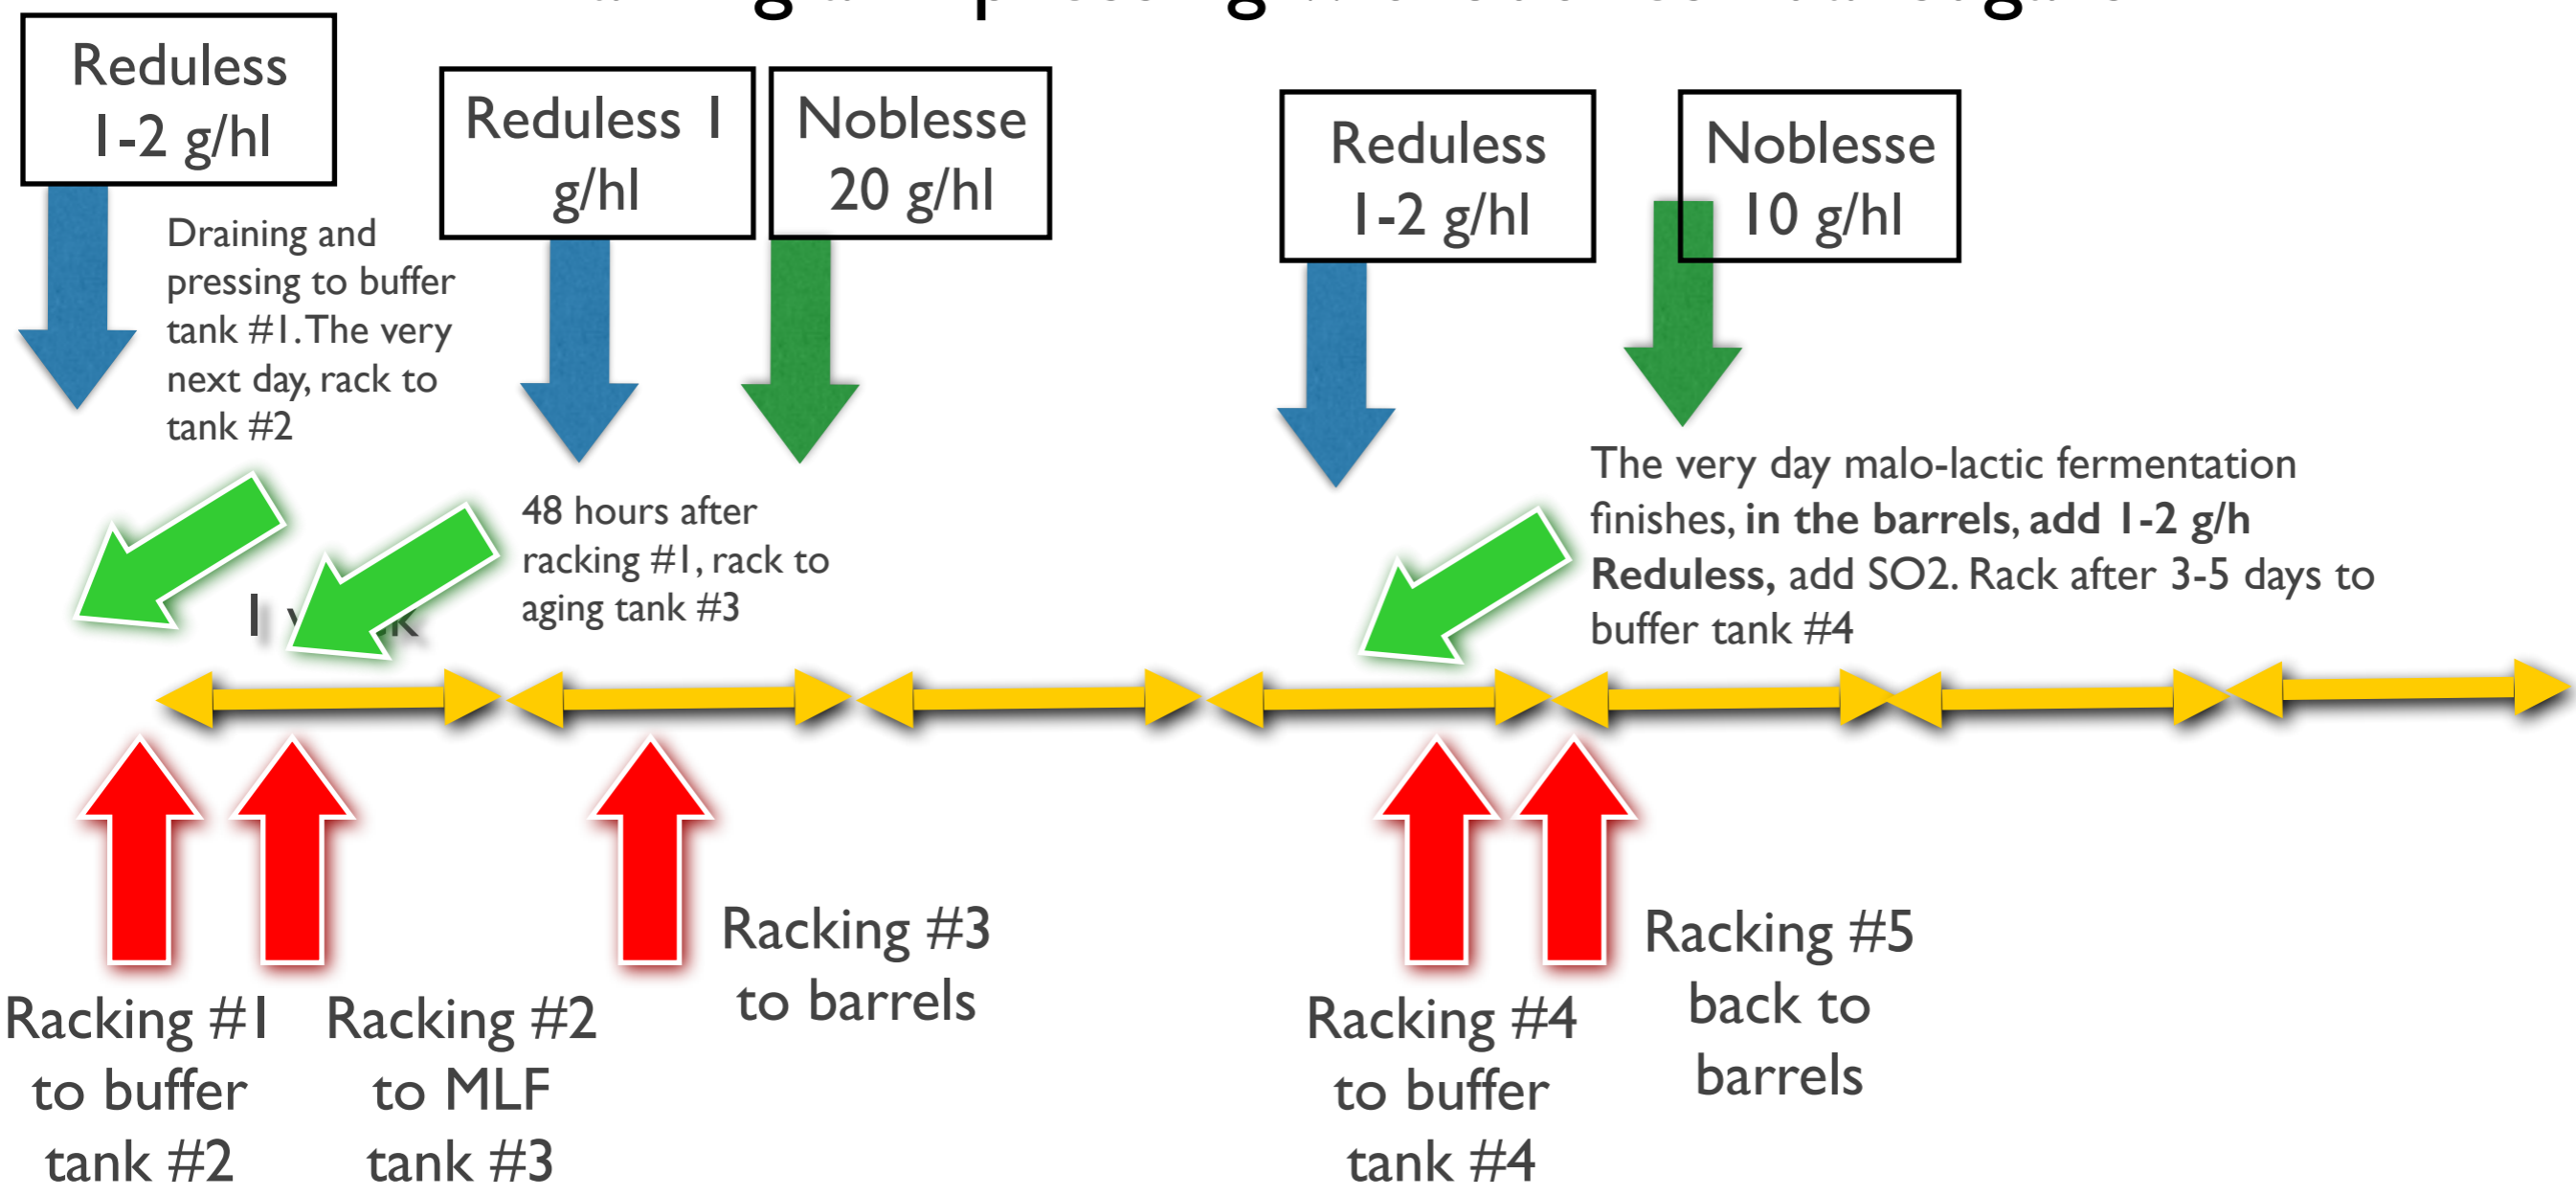 Reduless
1-2 g/hl
Reduless 1
g/hl
Noblesse
20 g/hl
Reduless
1-2 g/hl
Noblesse
10 g/hl
Draining and
pressing to buffer
tank #1. The very
next day, rack to
tank #2
48 hours after
racking #1, rack to
aging tank #3
The very day malo-lactic fermentation
finishes, in the barrels, add 1-2 g/h
Reduless, add SO2. Rack after 3-5 days to
buffer tank #4
1
Racking #1
to buffer
tank #2
Racking #2
to MLF
tank #3
Racking #3
to barrels
Racking #4
to buffer
tank #4
Racking #5
back to
barrels